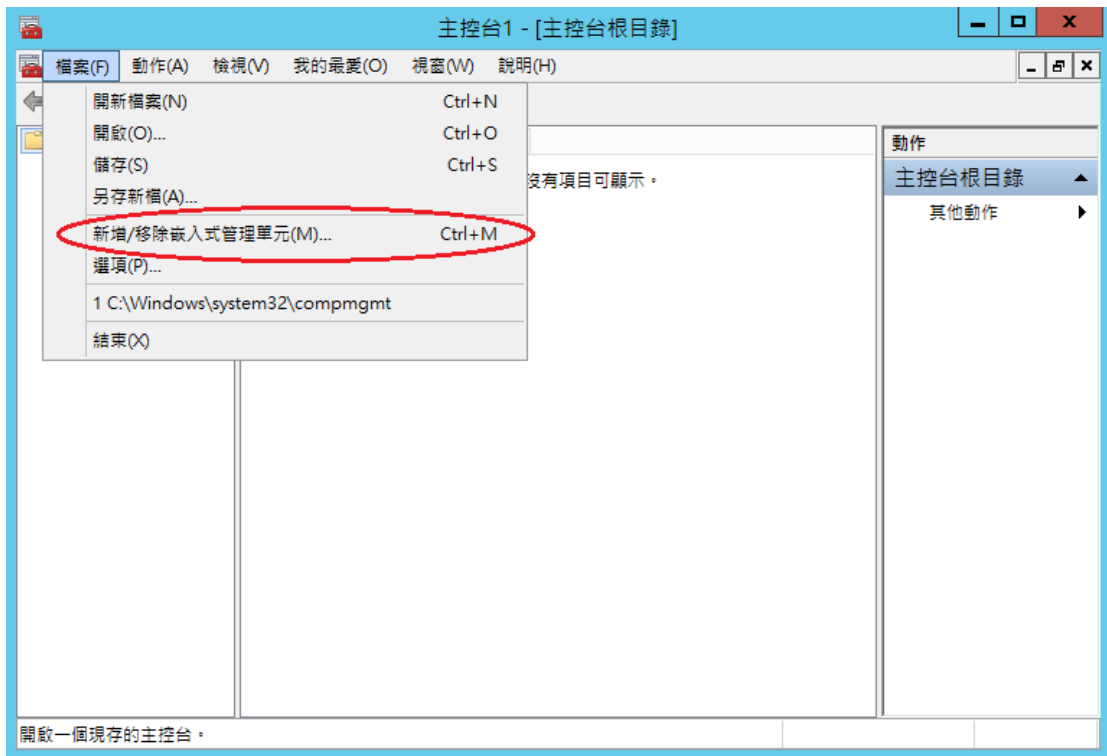 主控台1 - [主控台根目錄]
檔案(F) 動作(A) 檢視(V) 我的最愛(O) 視窗(W) 說明(H)
開新檔案(N) Ctrl+N
開啟(O)... Ctrl+O
儲存(S) Ctrl+S
另存新檔(A)...
新增/移除嵌入式管理單元(M)... Ctrl+M
選項(P)...
1 C:\Windows\system32\compmgmt
結束(X)
沒有項目可顯示。
動作
主控台根目錄
其他動作
開啟一個現存的主控台。